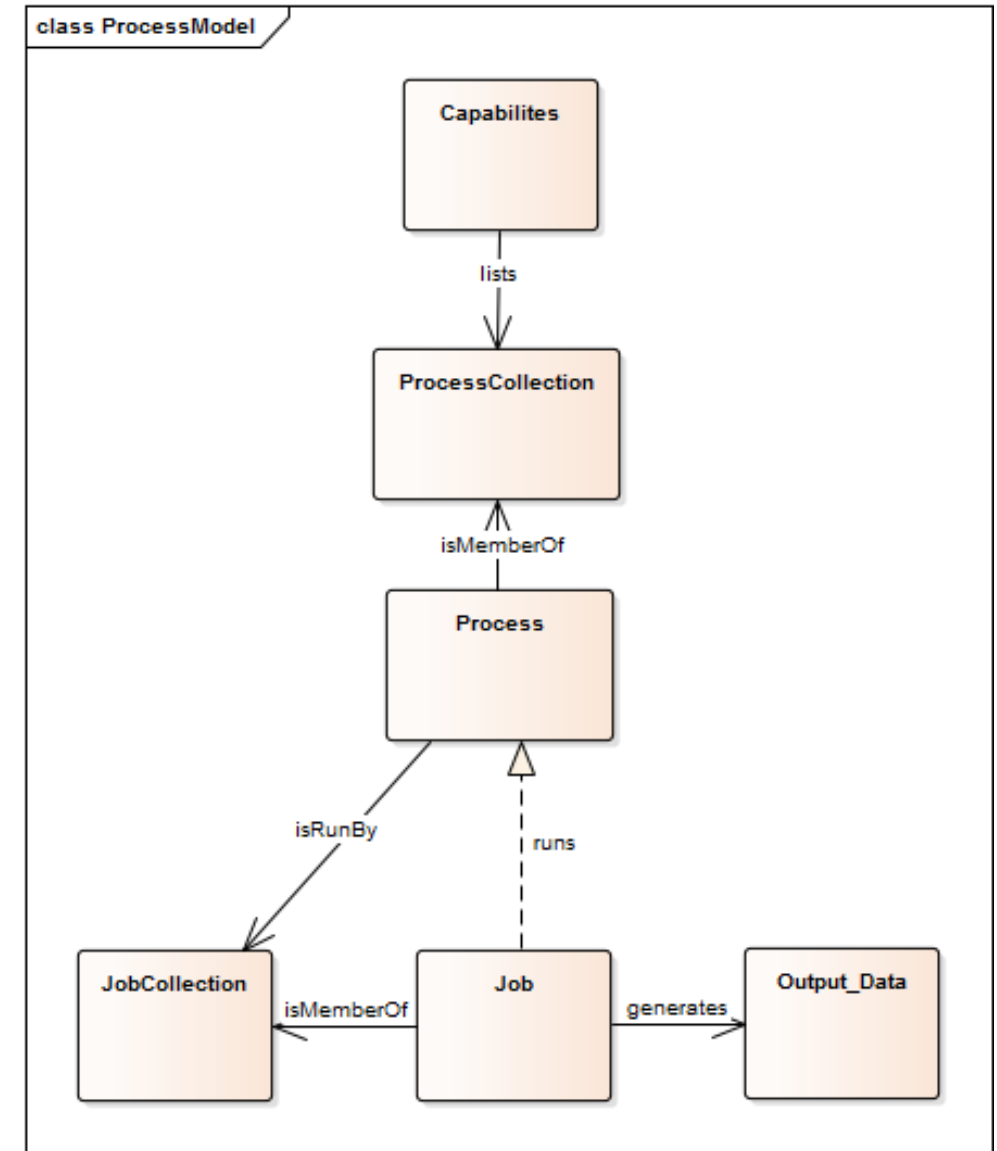 class ProcessModel
Capabilites
lists
ProcessCollection
isMemberOf
Process
isRunBy
runs
JobCollection
isMemberOf
Job
generates
Output_Data